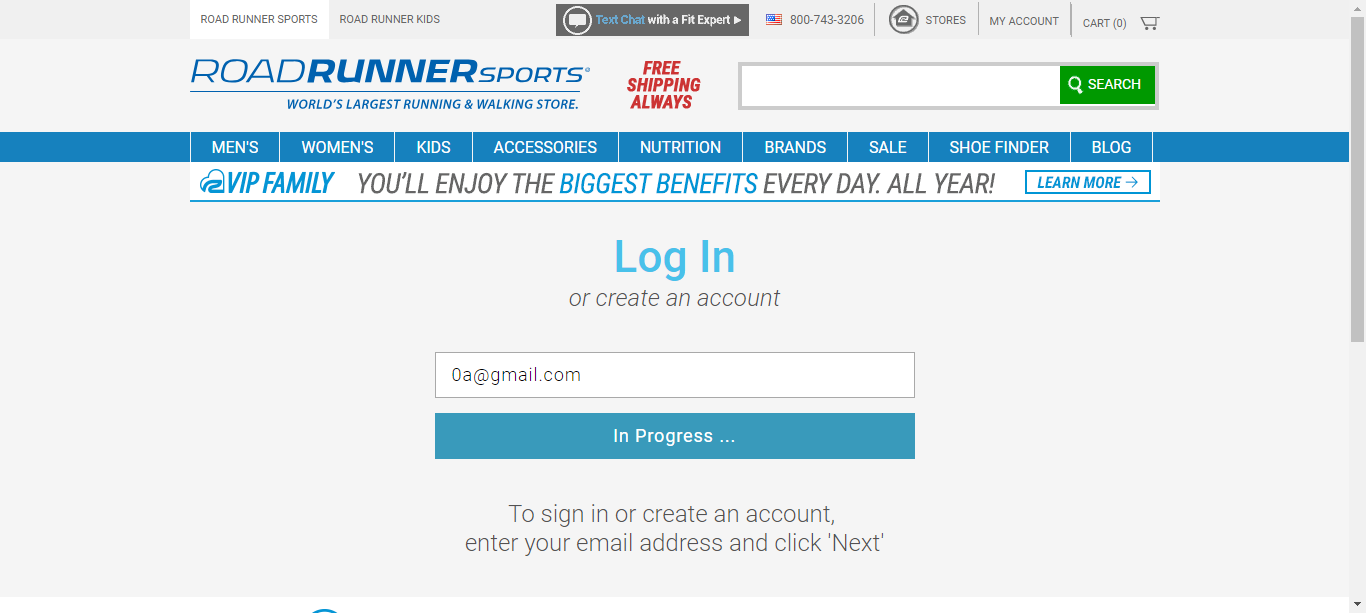 ROAD RUNNER SPORTS
ROAD RUNNER KIDS
Text Chat with a Fit Expert
800-743-3206
STORES
MY ACCOUNT
CART (0)
ROADRUNNERSPORTS®
WORLD'S LARGEST RUNNING & WALKING STORE.
FREE
SHIPPING
ALWAYS
SEARCH
MEN'S
WOMEN'S
KIDS
ACCESSORIES
NUTRITION
BRANDS
SALE
SHOE FINDER
BLOG
VIP FAMILY YOU'LL ENJOY THE BIGGEST BENEFITS EVERY DAY. ALL YEAR! LEARN MORE →
Log In
or create an account
0a@gmail.com
In Progress ...
To sign in or create an account,
enter your email address and click 'Next'